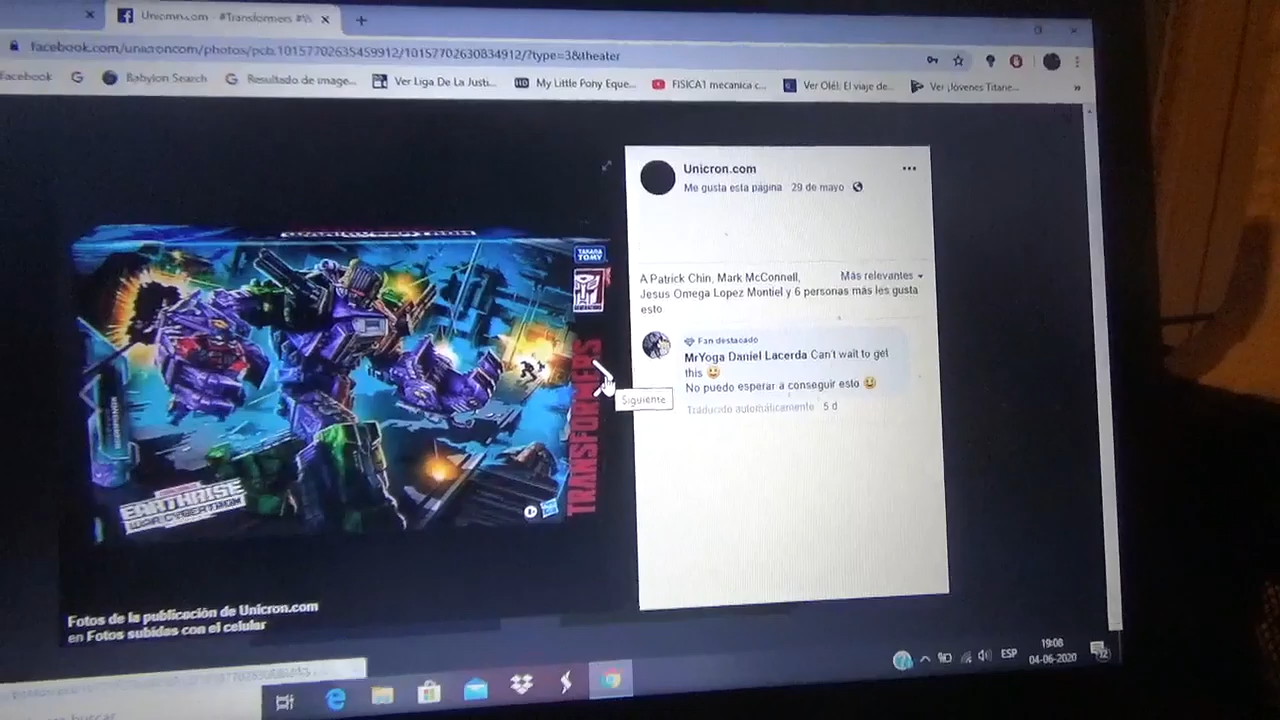 Unicron.com - #Transformers #Ws
facebook.com/unicroncom/photos/pcb.10157702635459912/10157702630834912/?type=3&theater
Facebook
Babylon Search
Resultado de image...
Ver Liga De La Justi...
My Little Pony Eque...
FISICA1 mecanica c...
Ver Olé!, El viaje de...
Ver ¡Jóvenes Titane...
Unicron.com
Me gusta esta página · 29 de mayo
A Patrick Chin, Mark McConnell,
Jesus Omega Lopez Montiel y 6 personas más les gusta
esto
Más relevantes
Fan destacado
MrYoga Daniel Lacerda Can't wait to get
this
No puedo esperar a conseguir esto
Traducido automáticamente 5 d
Siguiente
TAKARA
TOMY
TRANSFORMERS
EARTHRISE
WAR CYBERTRON
Fotos de la publicación de Unicron.com
en Fotos subidas con el celular
buscar
ESP
19:08
04-06-2020
12